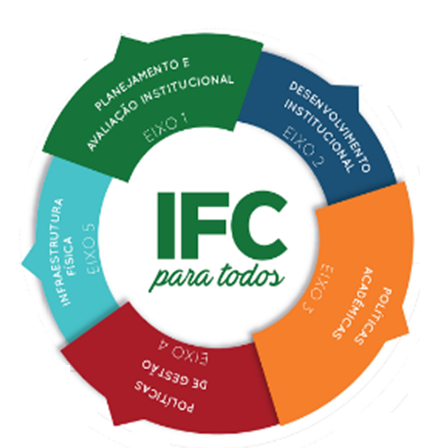 PLANEJAMENTO E
AVALIAÇÃO INSTITUCIONAL
EIXO 1
DESENVOLVIMENTO
INSTITUCIONAL
EIXO 2
POLÍTICAS
ACADÊMICAS
EIXO 3
POLÍTICAS
DE GESTÃO
EIXO 4
INFRAESTRUTURA
FÍSICA
EIXO 5
IFC
para todos